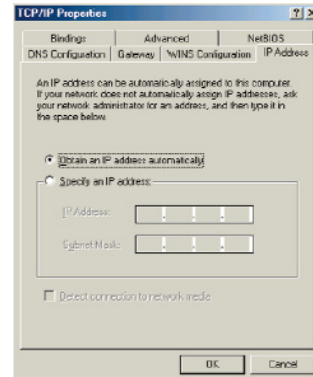 TCP/IP Properties
Bindings Advanced NetBIOS
DNS Configuration Gateway WINS Configuration IP Address
An IP address can be automatically assigned to this computer.
If your network does not automatically assign IP addresses, ask
your network administrator for an address, and then type it in
the space below.
Obtain an IP address automatically
Specify an IP address:
IP Address:
Subnet Mask:
Detect connection to network media
OK Cancel